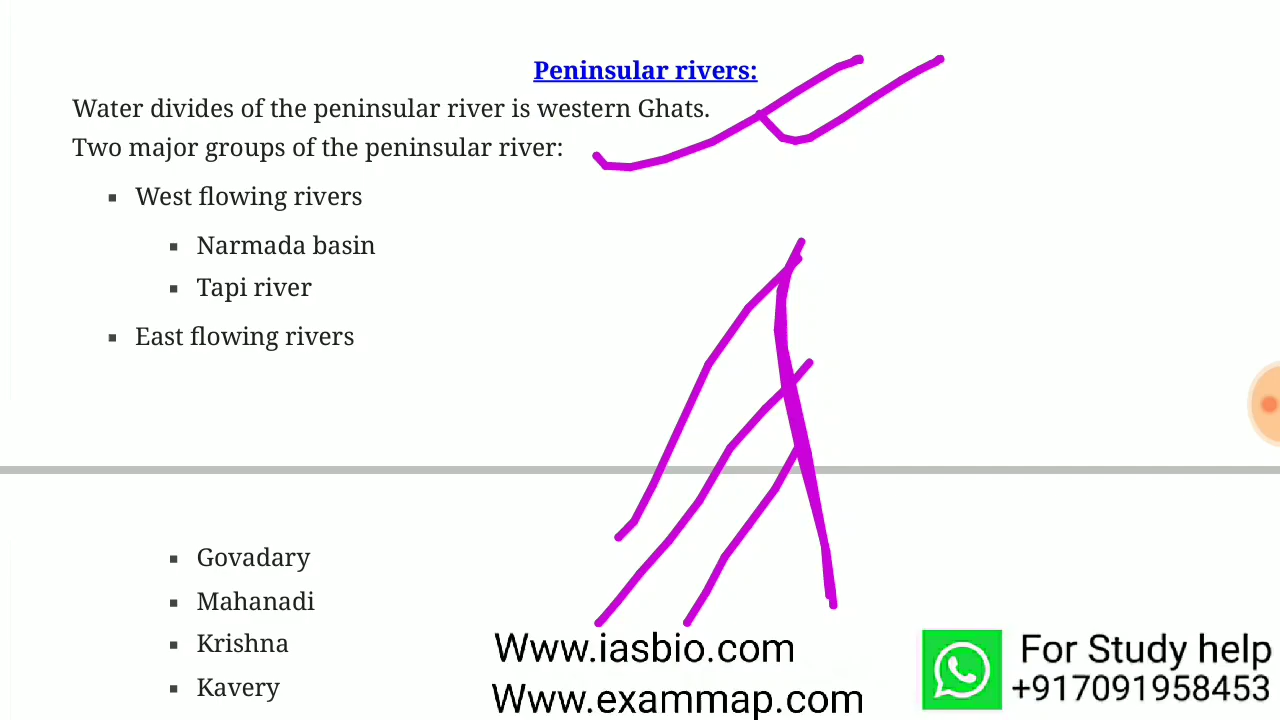 Peninsular rivers:
Water divides of the peninsular river is western Ghats.
Two major groups of the peninsular river:
▪ West flowing rivers
▪ Narmada basin
▪ Tapi river
▪ East flowing rivers
▪ Govadary
▪ Mahanadi
▪ Krishna
▪ Kavery
Www.iasbio.com
Www.exammap.com
For Study help
+917091958453